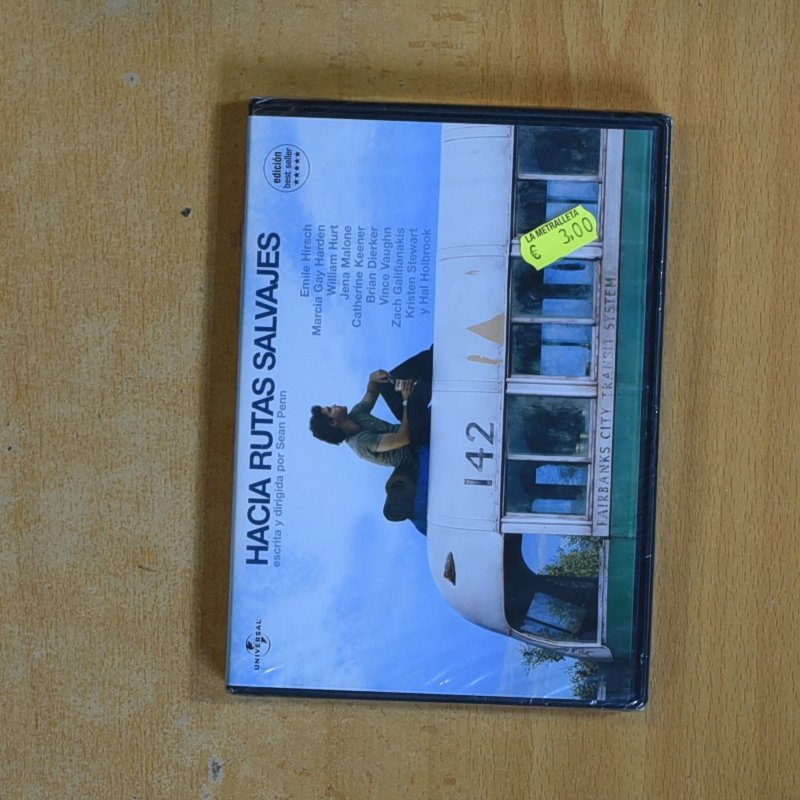 edición
best seller
★★★★★
HACIA RUTAS SALVAJES
escrita y dirigida por Sean Penn
Emile Hirsch
Marcia Gay Harden
William Hurt
Jena Malone
Catherine Keener
Brian Dierker
Vince Vaughn
Zach Galifianakis
Kristen Stewart
y Hal Holbrook
UNIVERSAL
142
LA METRALLETA
€ 3,00
FAIRBANKS CITY TRANSIT SYSTEM